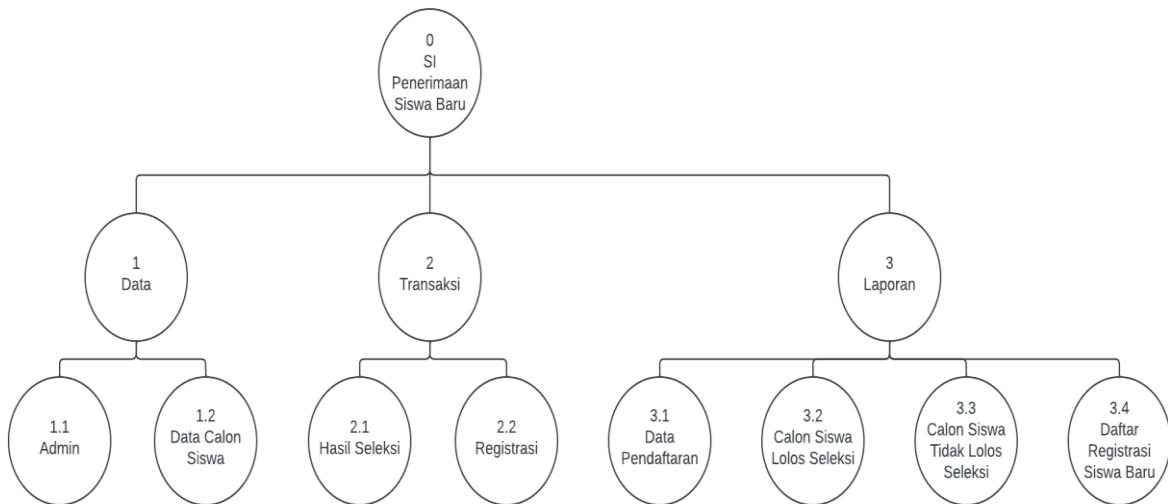 0
SI
Penerimaan
Siswa Baru
1
Data
2
Transaksi
3
Laporan
1.1
Admin
1.2
Data Calon
Siswa
2.1
Hasil Seleksi
2.2
Registrasi
3.1
Data
Pendaftaran
3.2
Calon Siswa
Lolos Seleksi
3.3
Calon Siswa
Tidak Lolos
Seleksi
3.4
Daftar
Registrasi
Siswa Baru